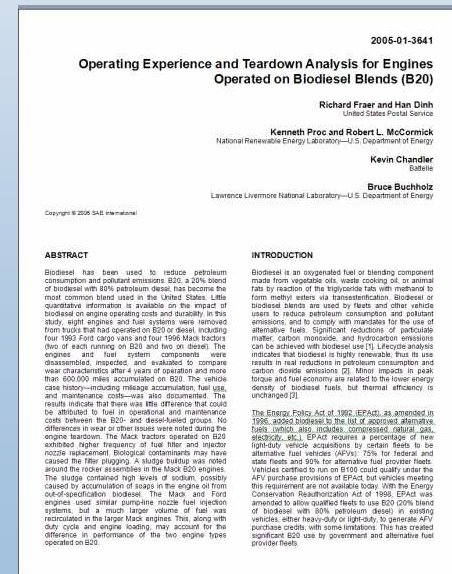 2005-01-3641
Operating Experience and Teardown Analysis for Engines
Operated on Biodiesel Blends (B20)
Richard Fraer and Han Dinh
United States Postal Service
Kenneth Proc and Robert L. McCormick
National Renewable Energy Laboratory—U.S. Department of Energy
Kevin Chandler
Battelle
Bruce Buchholz
Lawrence Livermore National Laboratory—U.S. Department of Energy
Copyright © 2005 SAE International
ABSTRACT
Biodiesel has been used to reduce petroleum
consumption and pollutant emissions. B20, a 20% blend
of biodiesel with 80% petroleum diesel, has become the
most common blend used in the United States. Little
quantitative information is available on the impact of
biodiesel on engine operating costs and durability. In this
study, eight engines and fuel systems were removed
from trucks that had operated on B20 or diesel, including
four 1993 Ford cargo vans and four 1996 Mack tractors
(two of each running on B20 and two on diesel). The
engines and fuel system components were
disassembled, inspected, and evaluated to compare
wear characteristics after 4 years of operation and more
than 600,000 miles accumulated on B20. The vehicle
case history—including mileage accumulation, fuel use,
and maintenance costs—was also documented. The
results indicate that there was little difference that could
be attributed to fuel in operational and maintenance
costs between the B20- and diesel-fueled groups. No
differences in wear or other issues were noted during the
engine teardown. The Mack tractors operated on B20
exhibited higher frequency of fuel filter and injector
nozzle replacement. Biological contaminants may have
caused the filter plugging. A sludge buildup was noted
around the rocker assemblies in the Mack B20 engines.
The sludge contained high levels of sodium, possibly
caused by accumulation of soaps in the engine oil from
out-of-specification biodiesel. The Mack and Ford
engines used similar pump-line nozzle fuel injection
systems, but a much larger volume of fuel was
recirculated in the larger Mack engines. This, along with
duty cycle and engine loading, may account for the
difference in performance of the two engine types
operated on B20.
INTRODUCTION
Biodiesel is an oxygenated fuel or blending component
made from vegetable oils, waste cooking oil, or animal
fats by reaction of the triglyceride fats with methanol to
form methyl esters via transesterification. Biodiesel or
biodiesel blends are used by fleets and other vehicle
users to reduce petroleum consumption and pollutant
emissions, and to comply with mandates for the use of
alternative fuels. Significant reductions of particulate
matter, carbon monoxide, and hydrocarbon emissions
can be achieved with biodiesel use [1]. Lifecycle analysis
indicates that biodiesel is highly renewable, thus its use
results in real reductions in petroleum consumption and
carbon dioxide emissions [2]. Minor impacts in peak
torque and fuel economy are related to the lower energy
density of biodiesel fuels, but thermal efficiency is
unchanged [3].
The Energy Policy Act of 1992 (EPAct), as amended in
1996, added biodiesel to the list of approved alternative
fuels (which also includes compressed natural gas,
electricity, etc.). EPAct requires a percentage of new
light-duty vehicle acquisitions by certain fleets to be
alternative fuel vehicles (AFVs): 75% for federal and
state fleets and 90% for alternative fuel provider fleets.
Vehicles certified to run on B100 could qualify under the
AFV purchase provisions of EPAct, but vehicles meeting
this requirement are not available today. With the Energy
Conservation Reauthorization Act of 1998, EPAct was
amended to allow qualified fleets to use B20 (20% blend
of biodiesel with 80% petroleum diesel) in existing
vehicles, either heavy-duty or light-duty, to generate AFV
purchase credits, with some limitations. This has created
significant B20 use by government and alternative fuel
provider fleets.